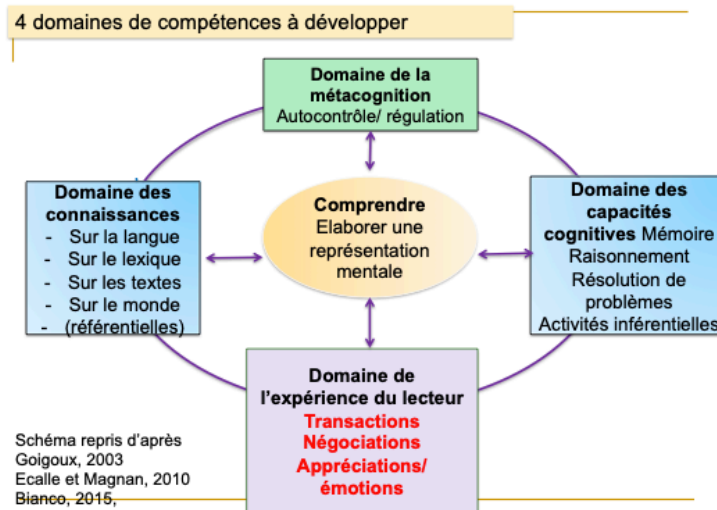 4 domaines de compétences à développer
Domaine de la
métacognition
Autocontrôle/ régulation
Domaine des
connaissances
- Sur la langue
- Sur le lexique
- Sur les textes
- Sur le monde
- (référentielles)
Comprendre
Elaborer une
représentation
mentale
Domaine des
capacités
cognitives Mémoire
Raisonnement
Résolution de
problèmes
Activités inférentielles
Domaine de
l'expérience du lecteur
Transactions
Négociations
Appréciations/
émotions
Schéma repris d'après
Goigoux, 2003
Ecalle et Magnan, 2010
Bianco, 2015,